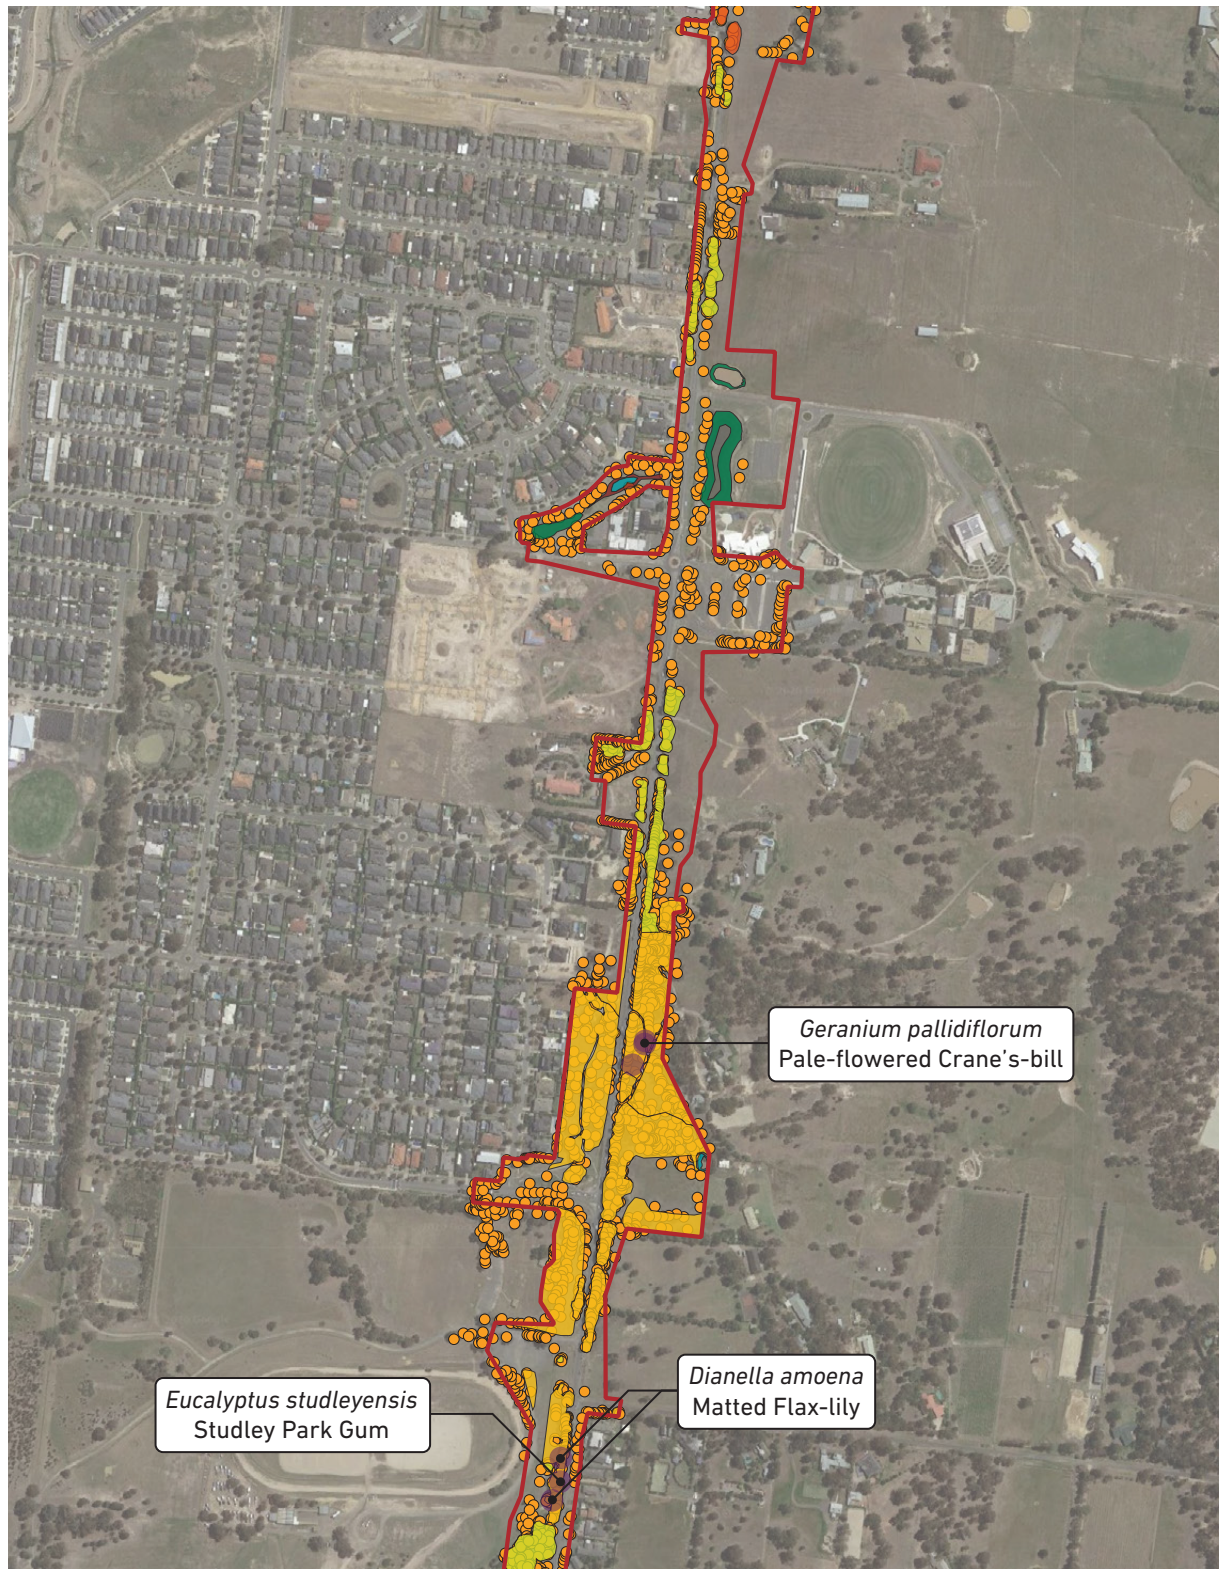 Geranium pallidiflorum
Pale-flowered Crane's-bill
Dianella amoena
Matted Flax-lily
Eucalyptus studleyensis
Studley Park Gum